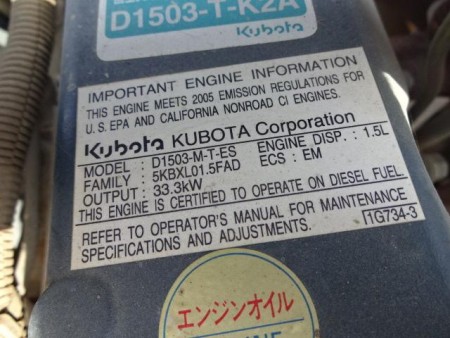 D1503-T-K2A
Kubota
IMPORTANT ENGINE INFORMATION
THIS ENGINE MEETS 2005 EMISSION REGULATIONS FOR
U.S. EPA AND CALIFORNIA NONROAD CI ENGINES.
Kubota KUBOTA Corporation
MODEL : D1503-M-T-ES ENGINE DISP. : 1.5L
FAMILY : 5KBXL01.5FAD ECS : EM
OUTPUT : 33.3kW
THIS ENGINE IS CERTIFIED TO OPERATE ON DIESEL FUEL.
REFER TO OPERATOR'S MANUAL FOR MAINTENANCE
SPECIFICATIONS AND ADJUSTMENTS. 1G734-3
エンジンオイル